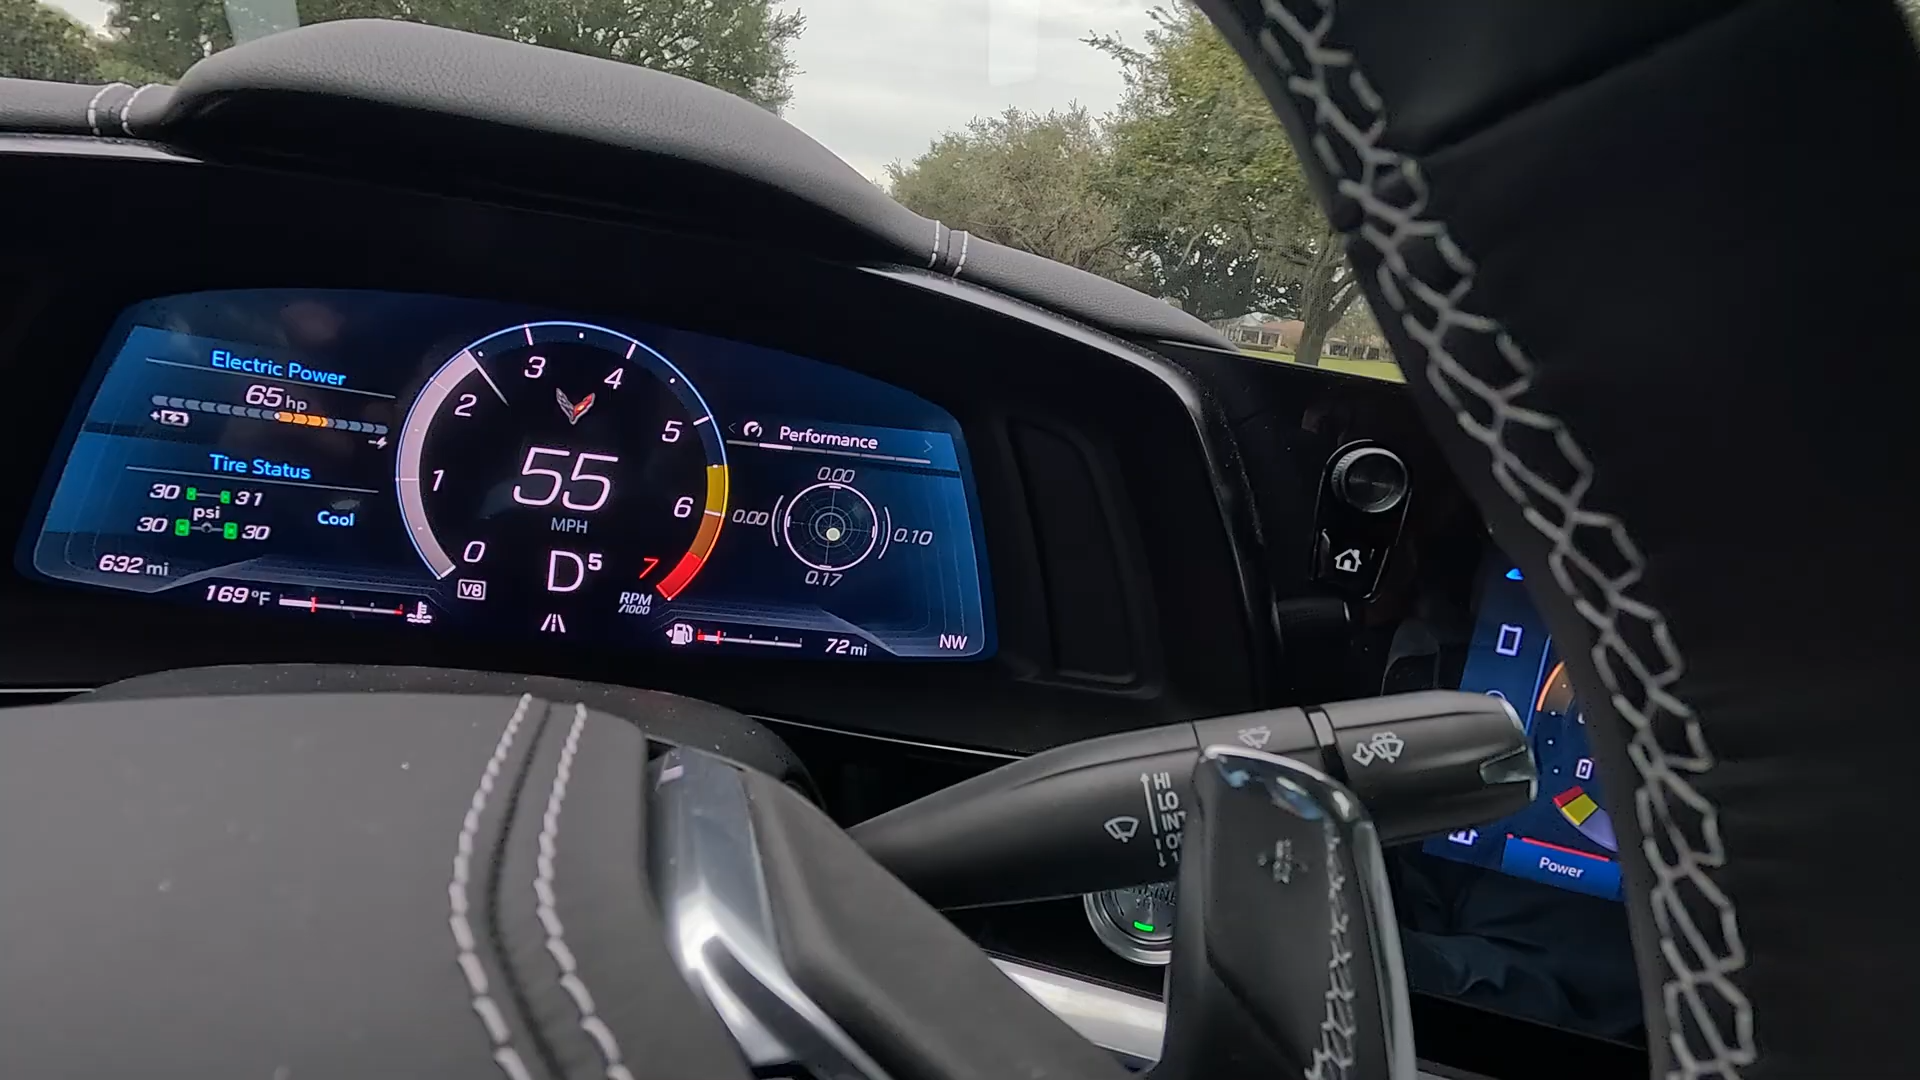 Electric Power
65 hp
Tire Status
30 31
psi
30 30
Cool
632 mi
169 °F
0
1
2
3
4
5
6
7
55
MPH
D5
V8
RPM
/1000
Performance
0.00
0.00
0.10
0.17
72 mi
NW
HI
LO
INT
Power